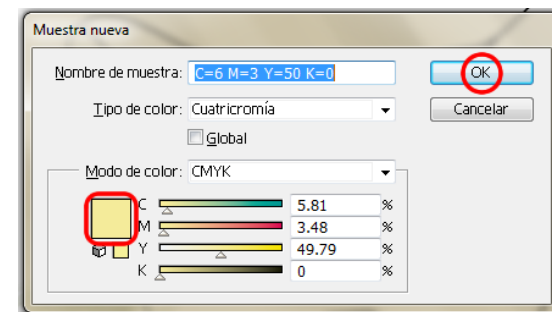 Muestra nueva
Nombre de muestra: C=6 M=3 Y=50 K=0
OK
Tipo de color: Cuatricromía
Cancelar
Global
Modo de color: CMYK
C 5.81 %
M 3.48 %
Y 49.79 %
K 0 %